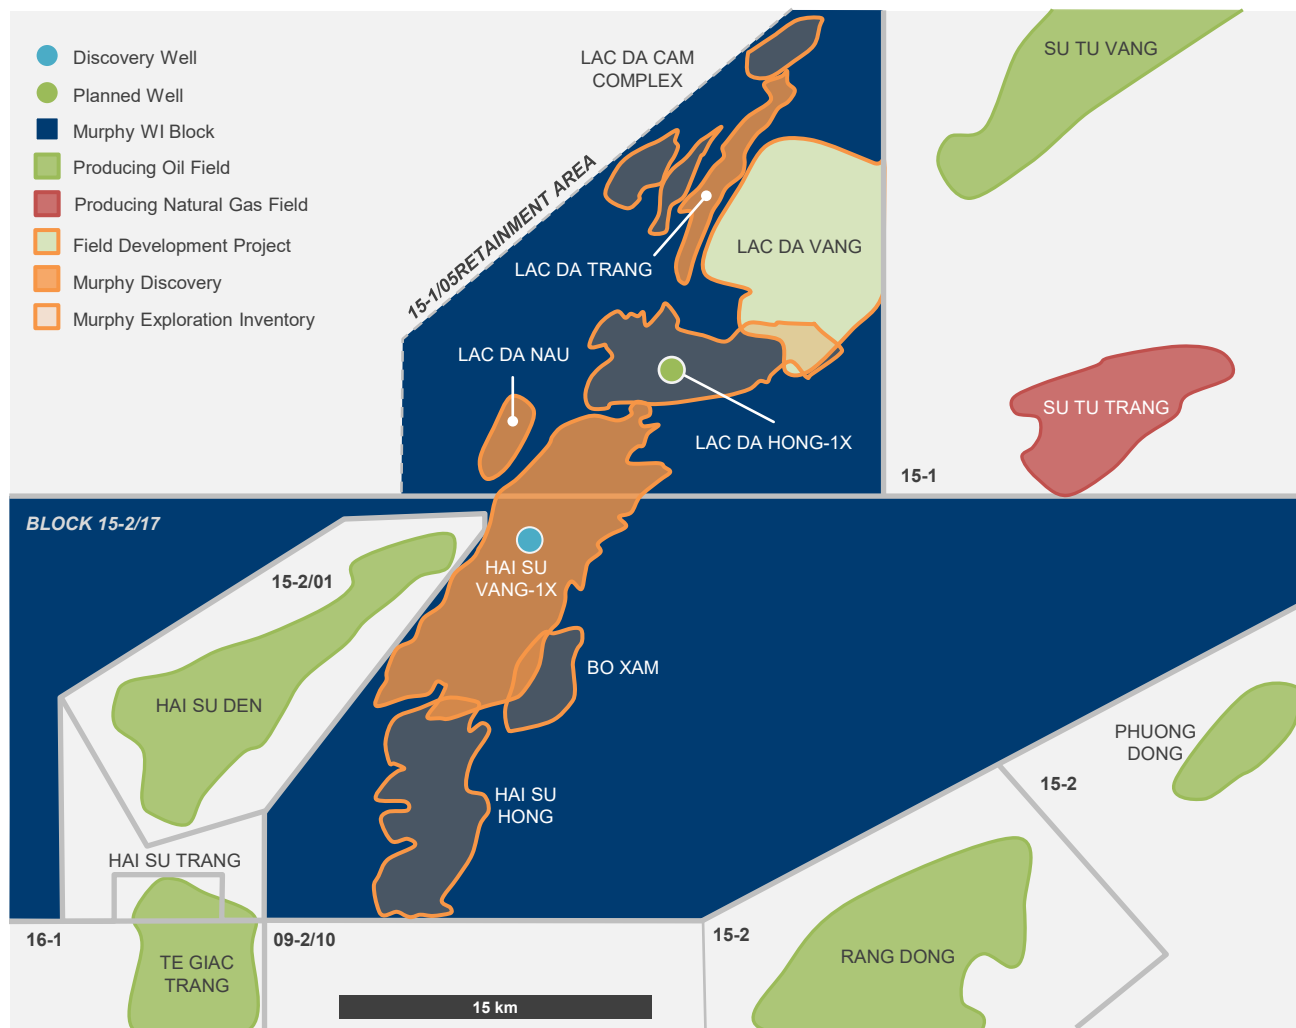 Discovery Well
Planned Well
Murphy WI Block
Producing Oil Field
Producing Natural Gas Field
Field Development Project
Murphy Discovery
Murphy Exploration Inventory
LAC DA CAM
COMPLEX
SU TU VANG
15-1/05RETAINMENT AREA
LAC DA VANG
LAC DA TRANG
LAC DA NAU
LAC DA HONG-1X
SU TU TRANG
15-1
BLOCK 15-2/17
15-2/01
HAI SU
VANG-1X
BO XAM
HAI SU DEN
PHUONG
DONG
15-2
HAI SU
HONG
HAI SU TRANG
16-1
09-2/10
15-2
TE GIAC
TRANG
RANG DONG
15 km